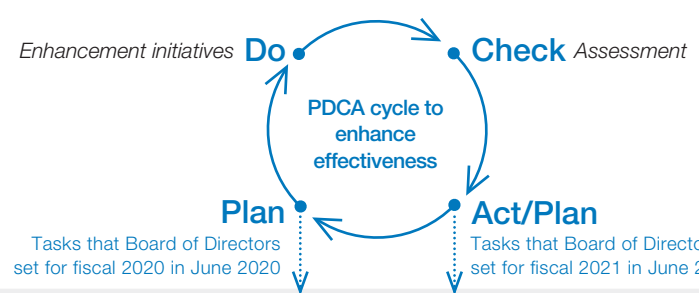 Enhancement initiatives Do
Check Assessment
PDCA cycle to
enhance
effectiveness
Plan
Tasks that Board of Directors
set for fiscal 2020 in June 2020
Act/Plan
Tasks that Board of
set for fiscal 2021 in June